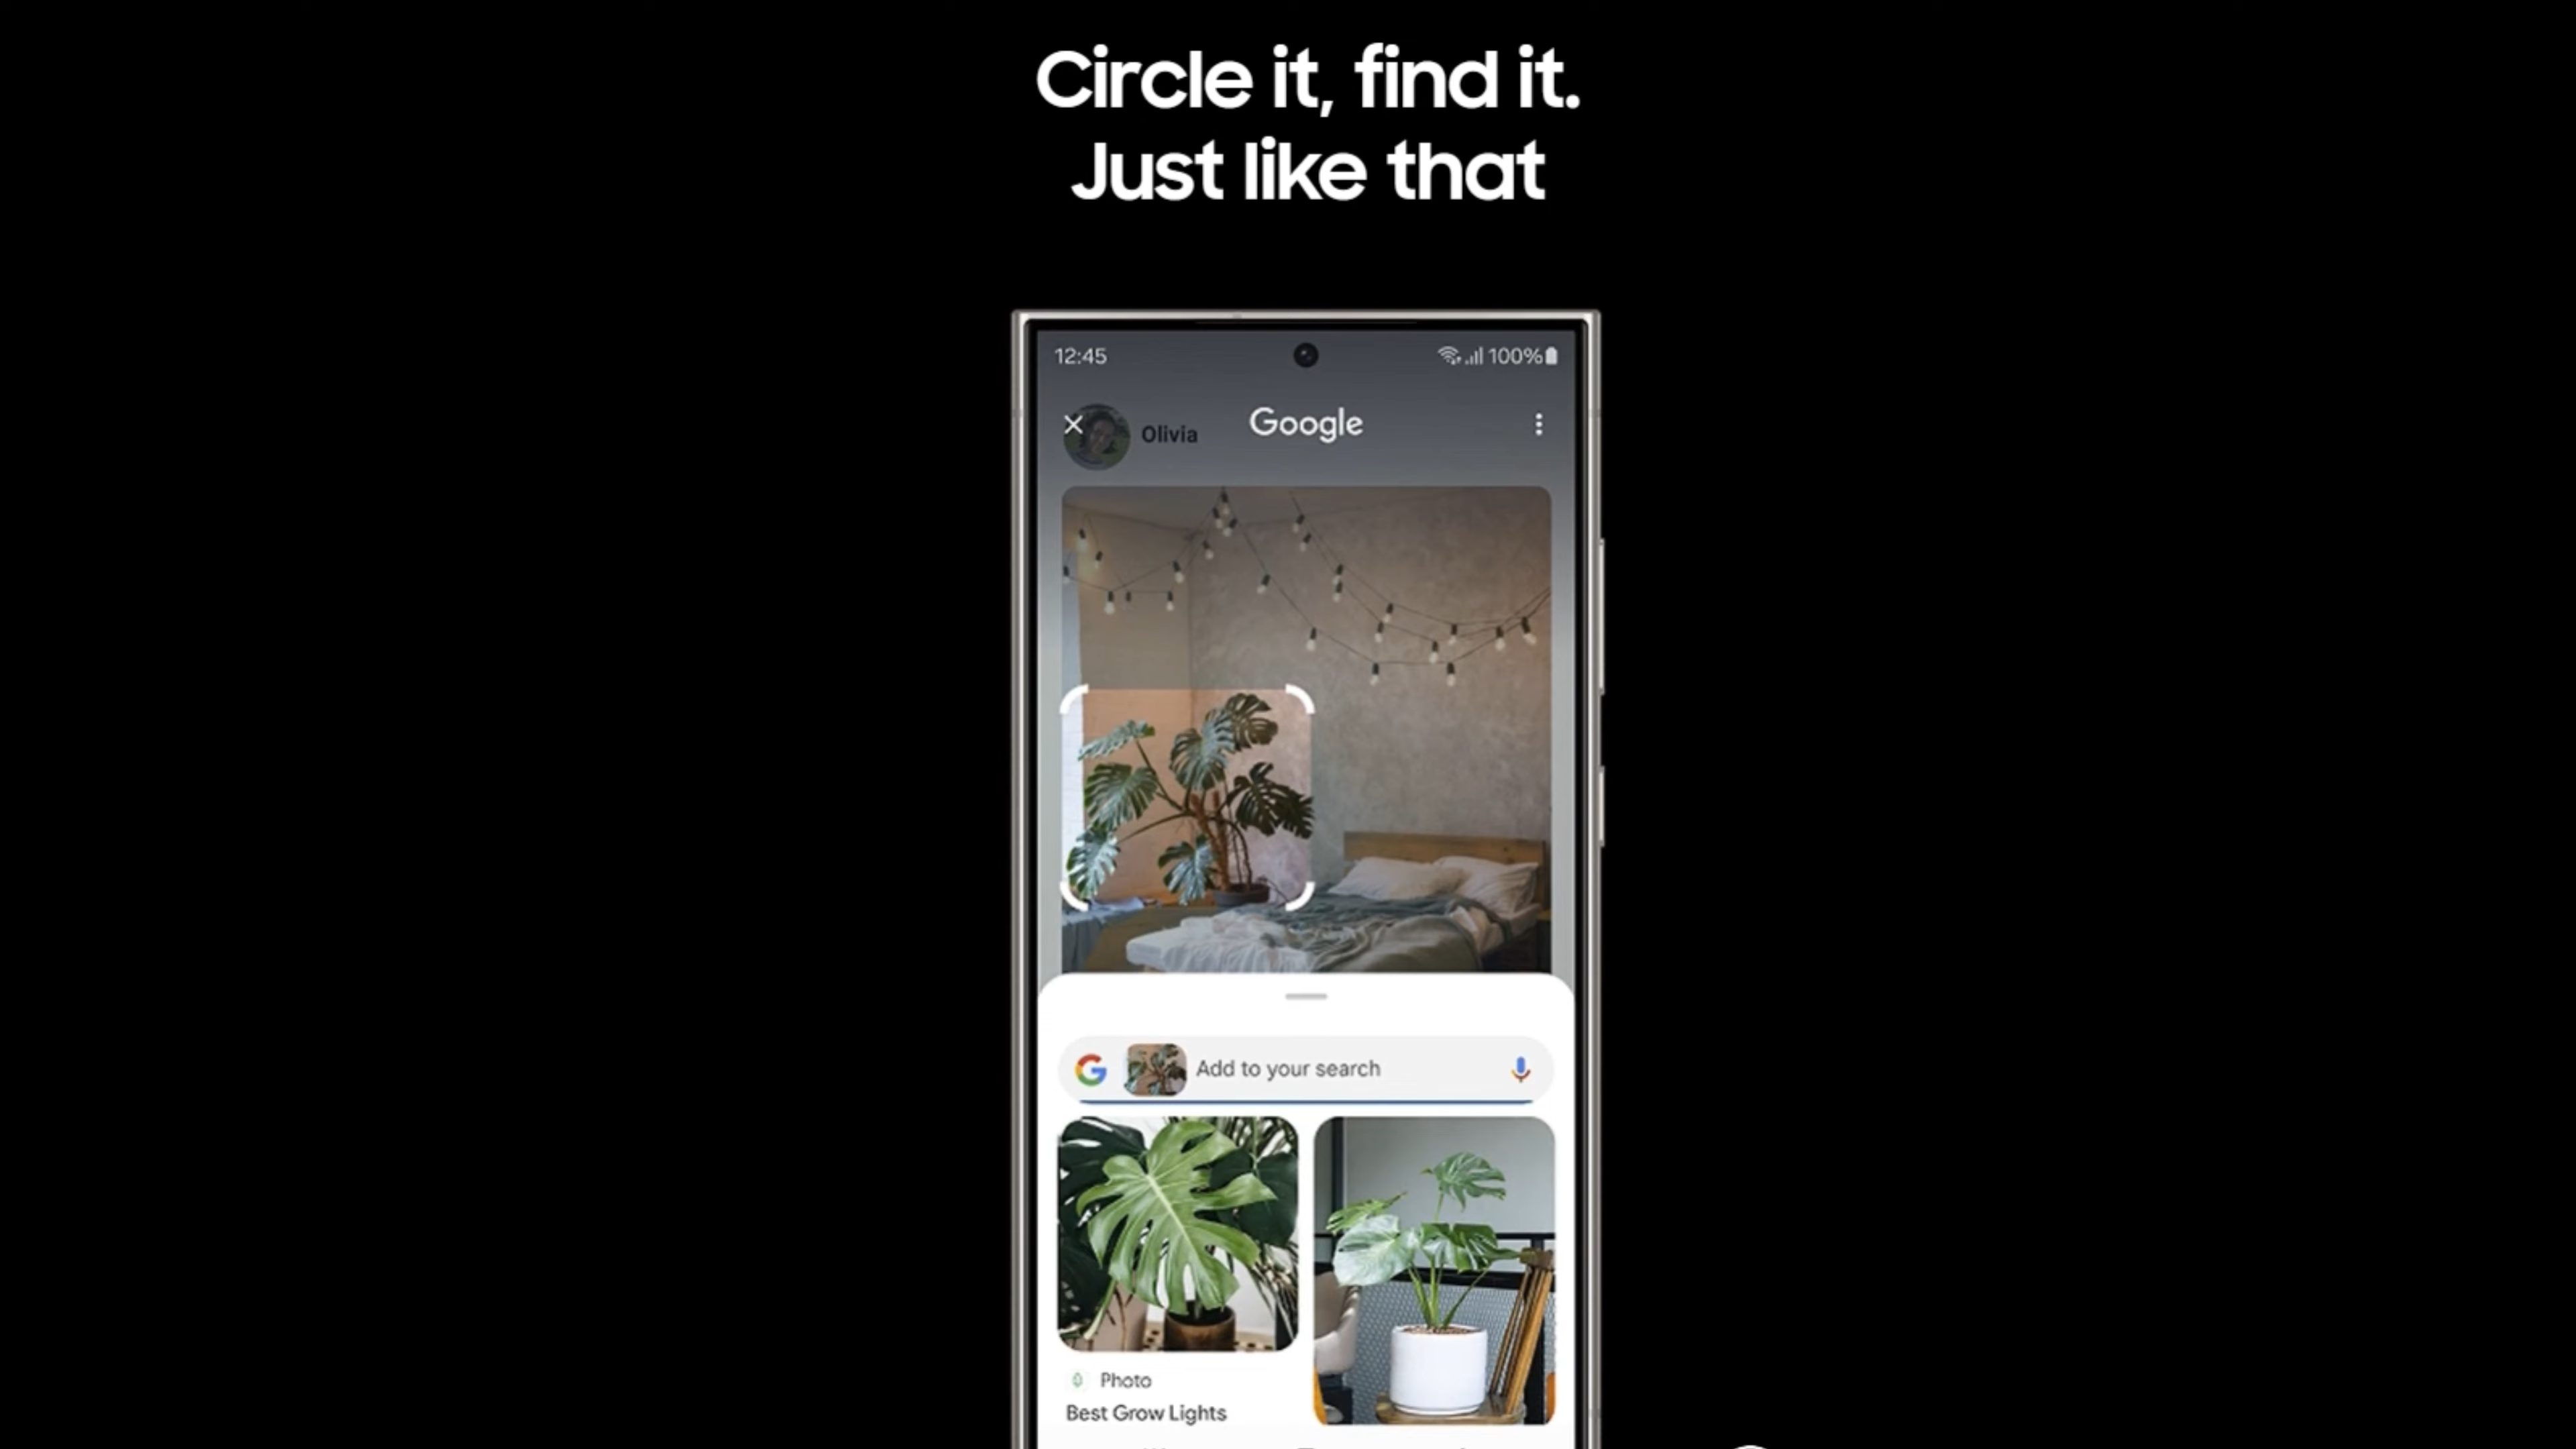 Circle it, find it.
Just like that
12:45
100%
Olivia
Google
Add to your search
Photo
Best Grow Lights